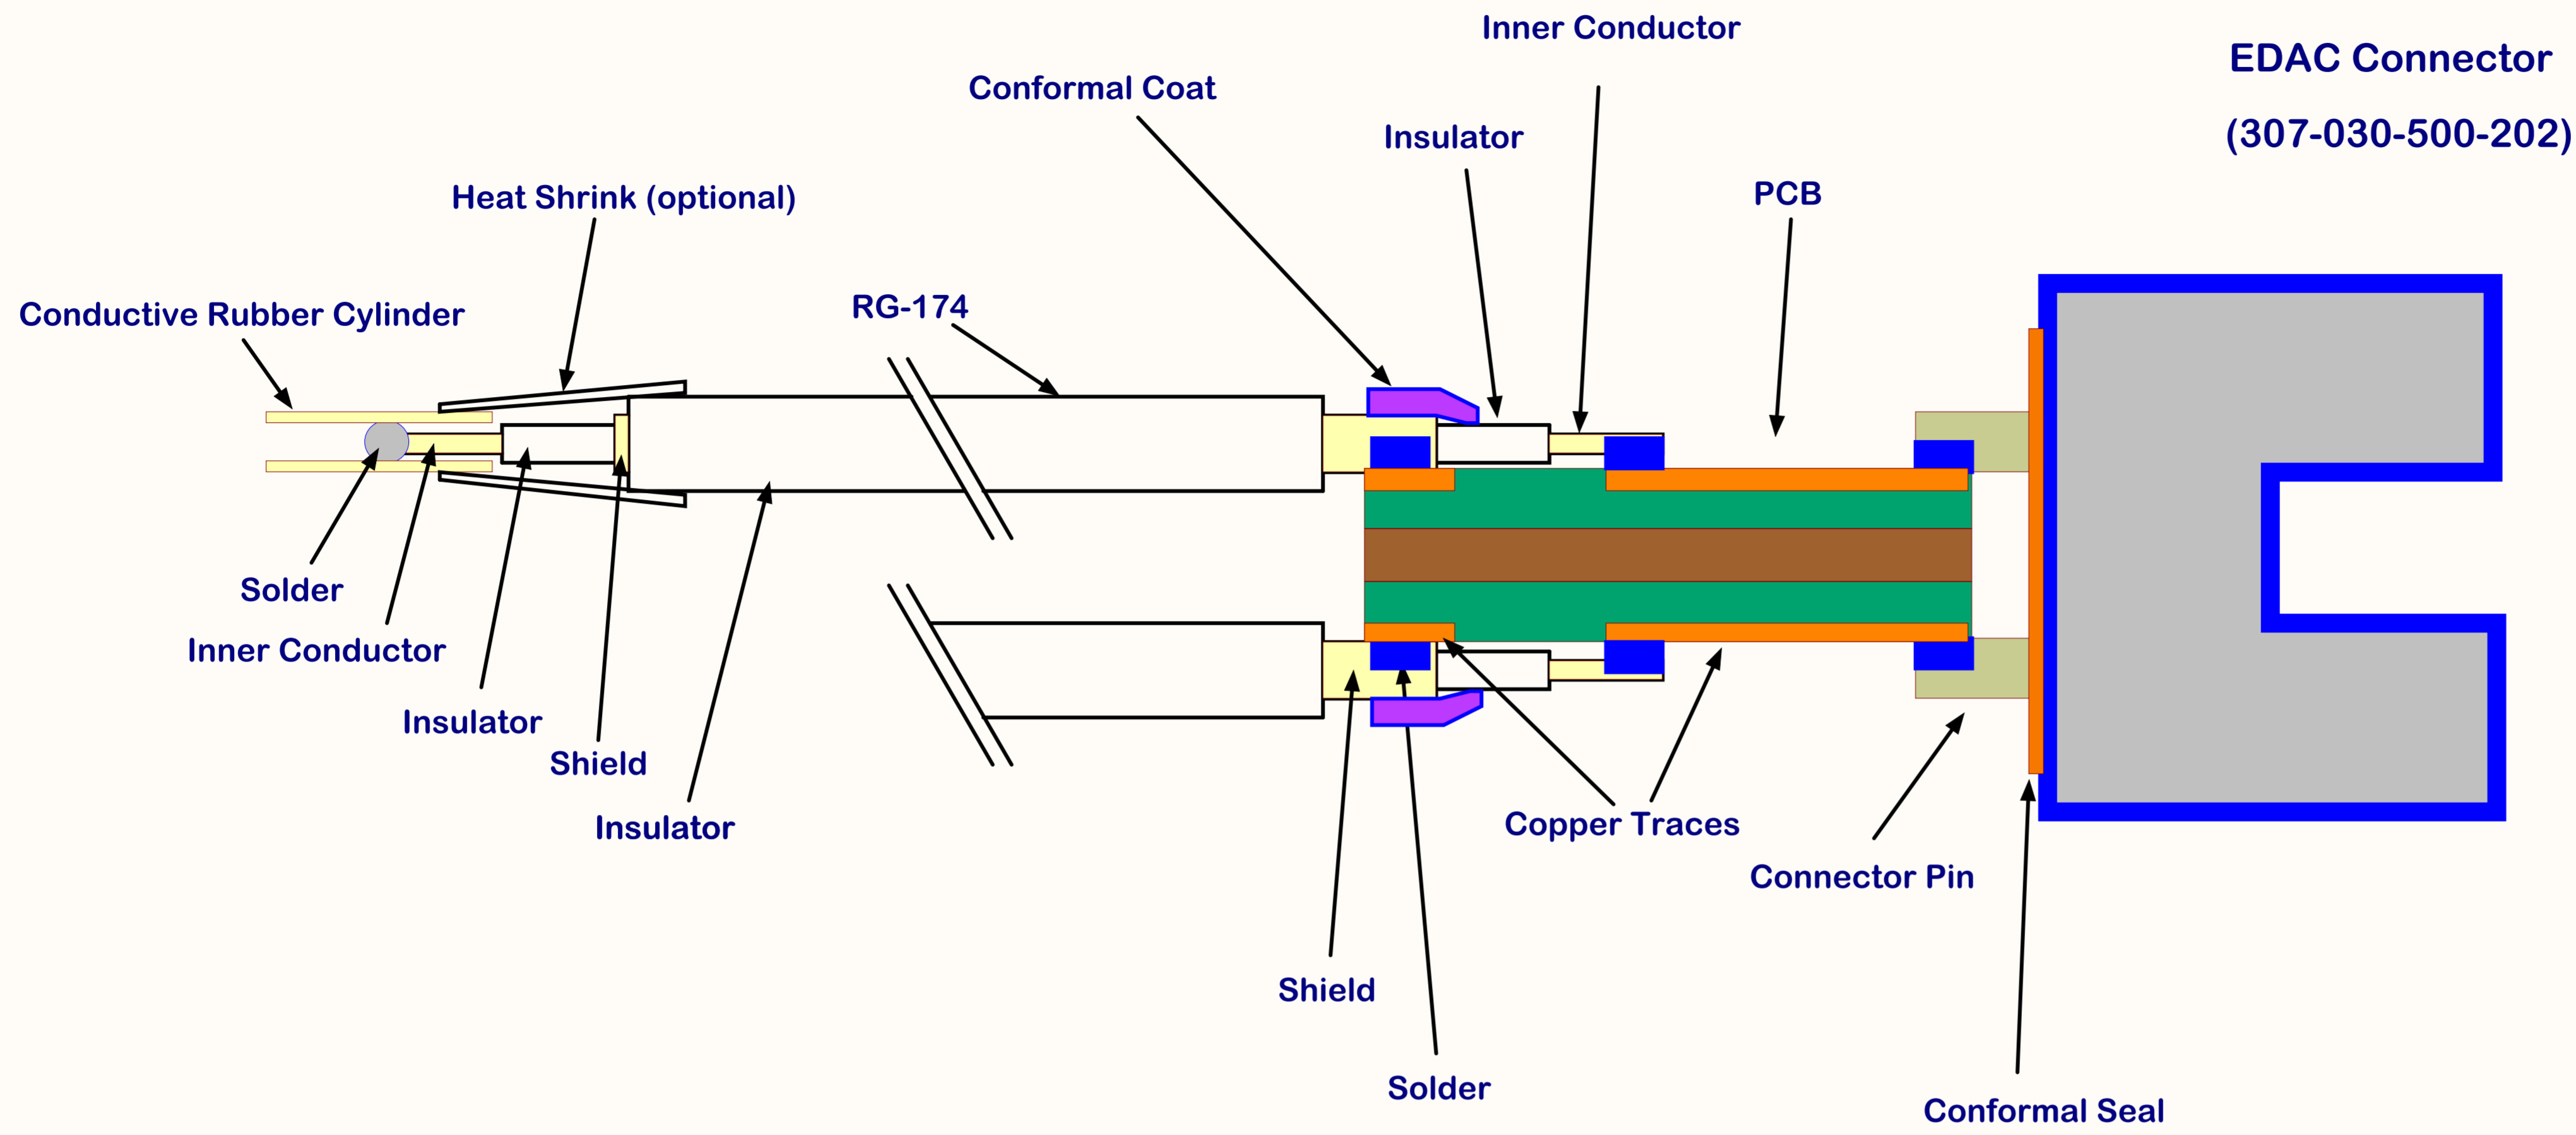 Inner Conductor
EDAC Connector
(307-030-500-202)
Conformal Coat
Insulator
PCB
Heat Shrink (optional)
RG-174
Conductive Rubber Cylinder
Solder
Inner Conductor
Insulator
Shield
Insulator
Copper Traces
Connector Pin
Shield
Solder
Conformal Seal